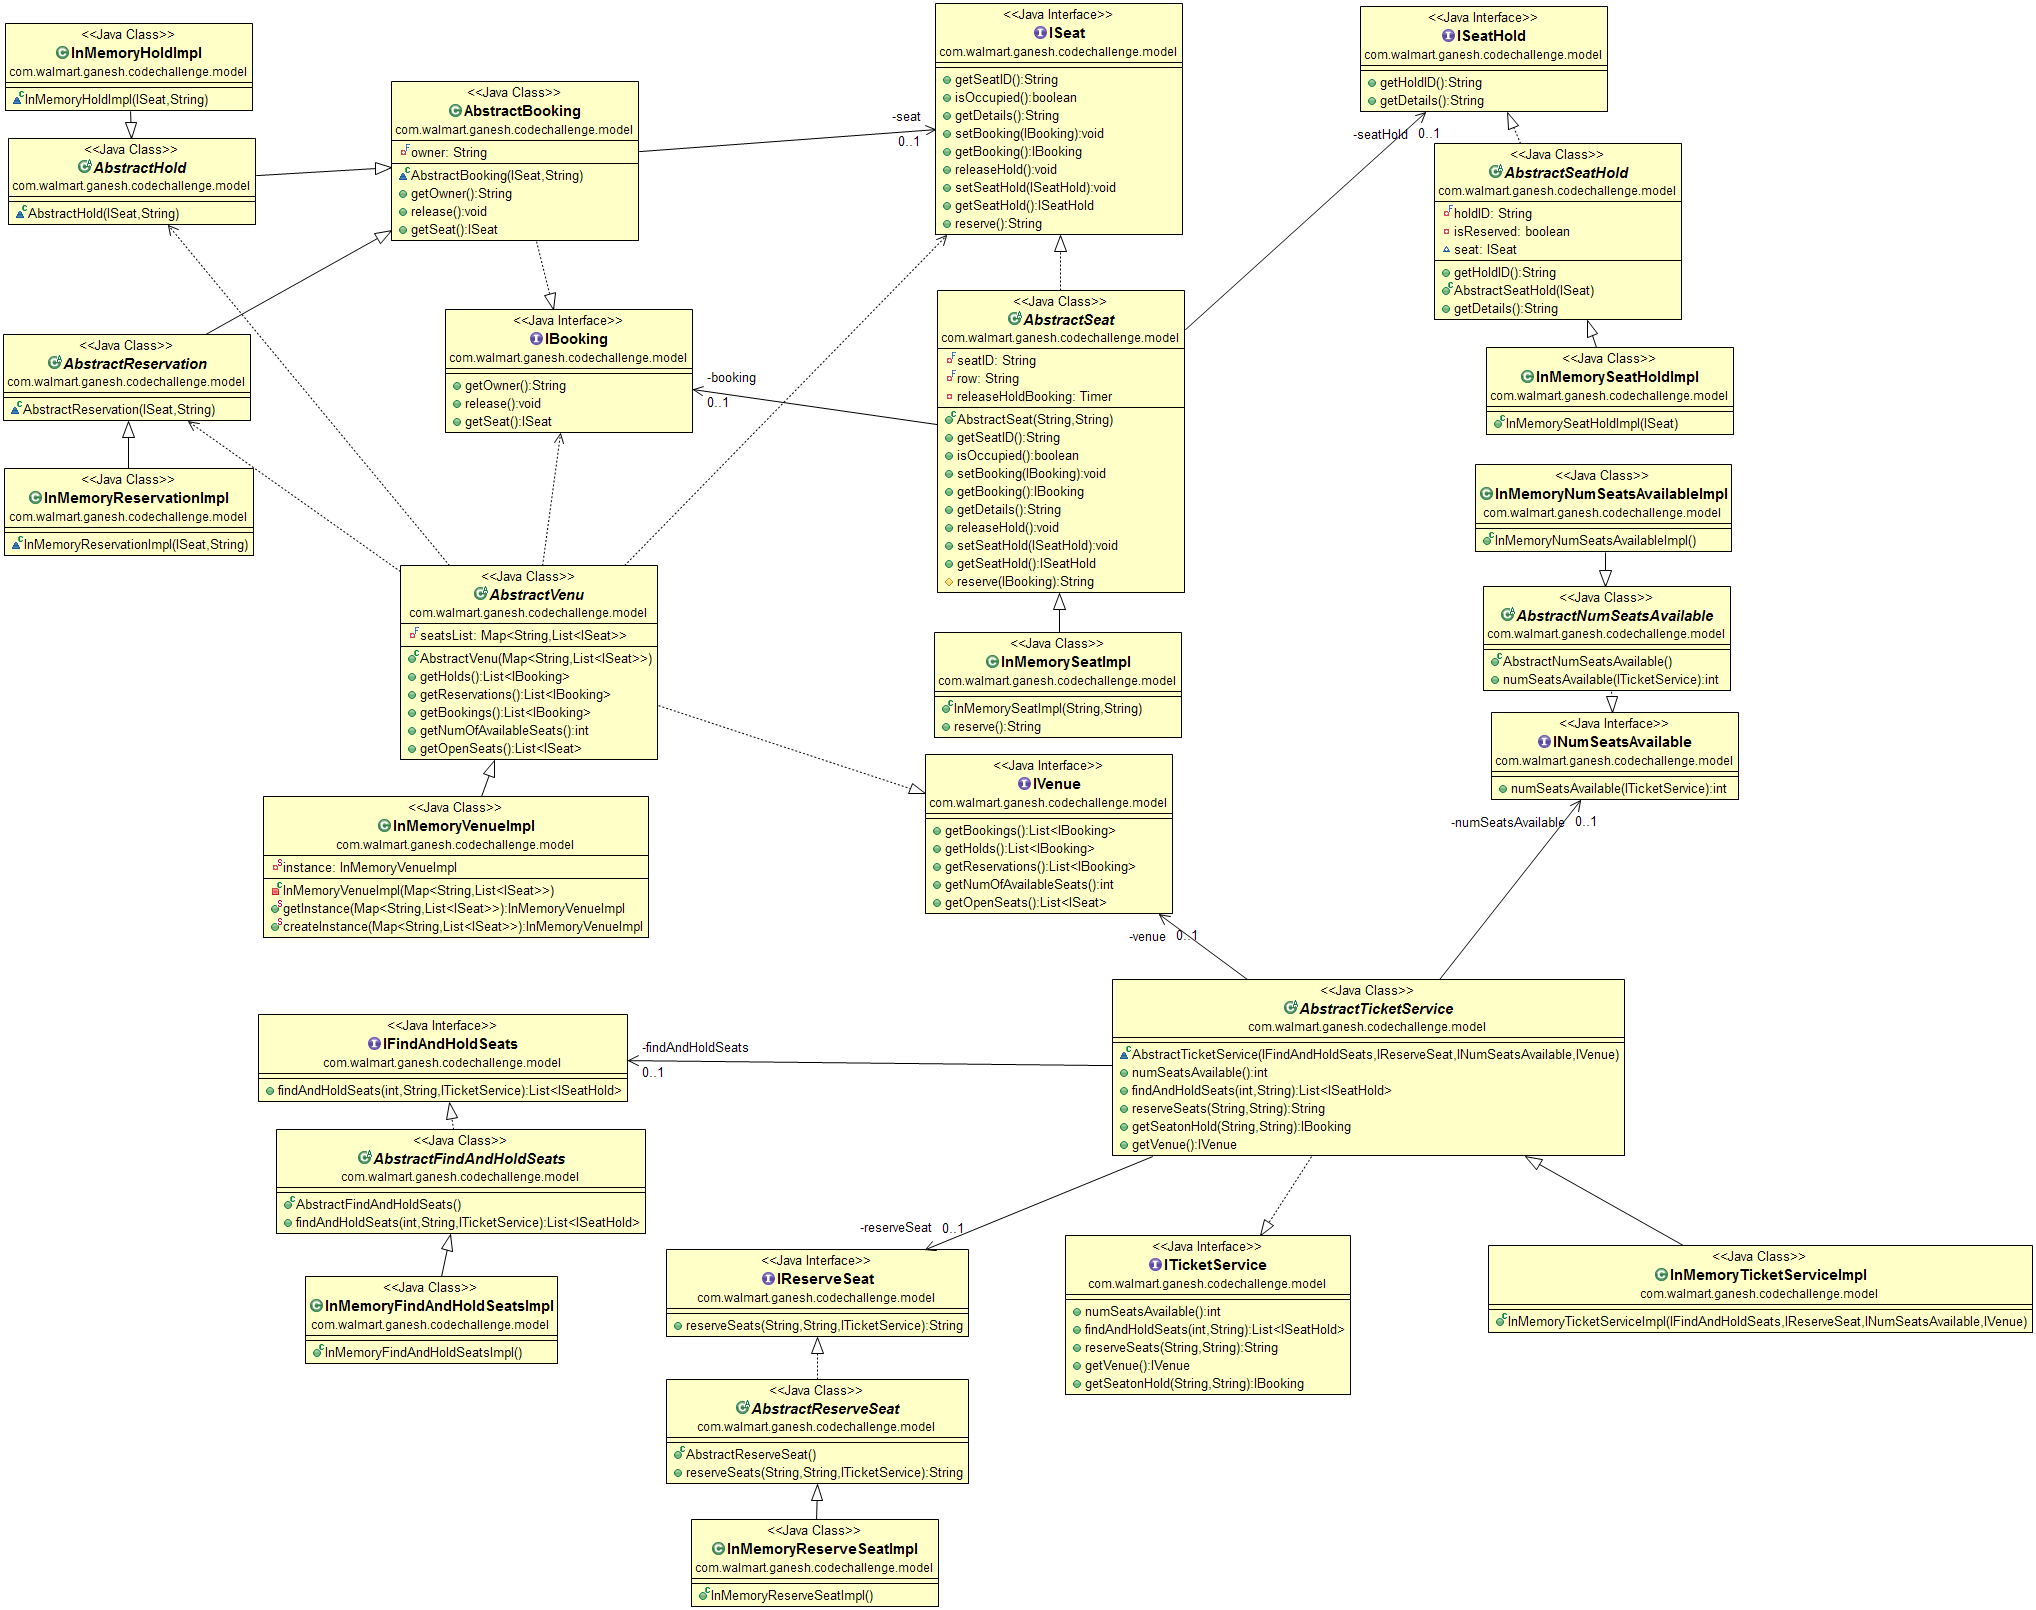 <<Java Class>>
InMemoryHoldImpl
com.walmart.ganesh.codechallenge.model
InMemoryHoldImpl(ISeat,String)
<<Java Class>>
AbstractHold
com.walmart.ganesh.codechallenge.model
AbstractHold(ISeat,String)
<<Java Class>>
AbstractBooking
com.walmart.ganesh.codechallenge.model
owner: String
AbstractBooking(ISeat,String)
getOwner():String
release():void
getSeat():ISeat
-seat
0..1
<<Java Interface>>
ISeat
com.walmart.ganesh.codechallenge.model
getSeatID():String
isOccupied():boolean
getDetails():String
setBooking(IBooking):void
getBooking():IBooking
releaseHold():void
setSeatHold(ISeatHold):void
getSeatHold():ISeatHold
reserve():String
<<Java Interface>>
ISeatHold
com.walmart.ganesh.codechallenge.model
getHoldID():String
getDetails():String
-seatHold
0..1
<<Java Class>>
AbstractSeatHold
com.walmart.ganesh.codechallenge.model
holdID: String
isReserved: boolean
seat: ISeat
getHoldID():String
AbstractSeatHold(ISeat)
getDetails():String
<<Java Class>>
InMemorySeatHoldImpl
com.walmart.ganesh.codechallenge.model
InMemorySeatHoldImpl(ISeat)
<<Java Class>>
AbstractReservation
com.walmart.ganesh.codechallenge.model
AbstractReservation(ISeat,String)
<<Java Class>>
InMemoryReservationImpl
com.walmart.ganesh.codechallenge.model
InMemoryReservationImpl(ISeat,String)
<<Java Interface>>
IBooking
com.walmart.ganesh.codechallenge.model
getOwner():String
release():void
getSeat():ISeat
-booking
0..1
<<Java Class>>
AbstractSeat
com.walmart.ganesh.codechallenge.model
seatID: String
row: String
releaseHoldBooking: Timer
AbstractSeat(String,String)
getSeatID():String
isOccupied():boolean
setBooking(IBooking):void
getBooking():IBooking
getDetails():String
releaseHold():void
setSeatHold(ISeatHold):void
getSeatHold():ISeatHold
reserve(IBooking):String
<<Java Class>>
InMemorySeatImpl
com.walmart.ganesh.codechallenge.model
InMemorySeatImpl(String,String)
reserve():String
<<Java Class>>
InMemoryNumSeatsAvailableImpl
com.walmart.ganesh.codechallenge.model
InMemoryNumSeatsAvailableImpl()
<<Java Class>>
AbstractNumSeatsAvailable
com.walmart.ganesh.codechallenge.model
AbstractNumSeatsAvailable()
numSeatsAvailable(ITicketService):int
<<Java Interface>>
INumSeatsAvailable
com.walmart.ganesh.codechallenge.model
numSeatsAvailable(ITicketService):int
-numSeatsAvailable
0..1
<<Java Class>>
AbstractVenu
com.walmart.ganesh.codechallenge.model
seatsList: Map<String,List<ISeat>>
AbstractVenu(Map<String,List<ISeat>>)
getHolds():List<IBooking>
getReservations():List<IBooking>
getBookings():List<IBooking>
getNumOfAvailableSeats():int
getOpenSeats():List<ISeat>
<<Java Class>>
InMemoryVenueImpl
com.walmart.ganesh.codechallenge.model
instance: InMemoryVenueImpl
InMemoryVenueImpl(Map<String,List<ISeat>>)
getInstance(Map<String,List<ISeat>>):InMemoryVenueImpl
createInstance(Map<String,List<ISeat>>):InMemoryVenueImpl
<<Java Interface>>
IVenue
com.walmart.ganesh.codechallenge.model
getBookings():List<IBooking>
getHolds():List<IBooking>
getReservations():List<IBooking>
getNumOfAvailableSeats():int
getOpenSeats():List<ISeat>
-venue
0..1
<<Java Class>>
AbstractTicketService
com.walmart.ganesh.codechallenge.model
AbstractTicketService(IFindAndHoldSeats,IReserveSeat,INumSeatsAvailable,IVenue)
numSeatsAvailable():int
findAndHoldSeats(int,String):List<ISeatHold>
reserveSeats(String,String):String
getSeatonHold(String,String):IBooking
getVenue():IVenue
<<Java Interface>>
IFindAndHoldSeats
com.walmart.ganesh.codechallenge.model
findAndHoldSeats(int,String,ITicketService):List<ISeatHold>
-findAndHoldSeats
0..1
<<Java Class>>
AbstractFindAndHoldSeats
com.walmart.ganesh.codechallenge.model
AbstractFindAndHoldSeats()
findAndHoldSeats(int,String,ITicketService):List<ISeatHold>
<<Java Class>>
InMemoryFindAndHoldSeatsImpl
com.walmart.ganesh.codechallenge.model
InMemoryFindAndHoldSeatsImpl()
-reserveSeat
0..1
<<Java Interface>>
IReserveSeat
com.walmart.ganesh.codechallenge.model
reserveSeats(String,String,ITicketService):String
<<Java Class>>
AbstractReserveSeat
com.walmart.ganesh.codechallenge.model
AbstractReserveSeat()
reserveSeats(String,String,ITicketService):String
<<Java Class>>
InMemoryReserveSeatImpl
com.walmart.ganesh.codechallenge.model
InMemoryReserveSeatImpl()
<<Java Interface>>
ITicketService
com.walmart.ganesh.codechallenge.model
numSeatsAvailable():int
findAndHoldSeats(int,String):List<ISeatHold>
reserveSeats(String,String):String
getVenue():IVenue
getSeatonHold(String,String):IBooking
<<Java Class>>
InMemoryTicketServiceImpl
com.walmart.ganesh.codechallenge.model
InMemoryTicketServiceImpl(IFindAndHoldSeats,IReserveSeat,INumSeatsAvailable,IVenue)